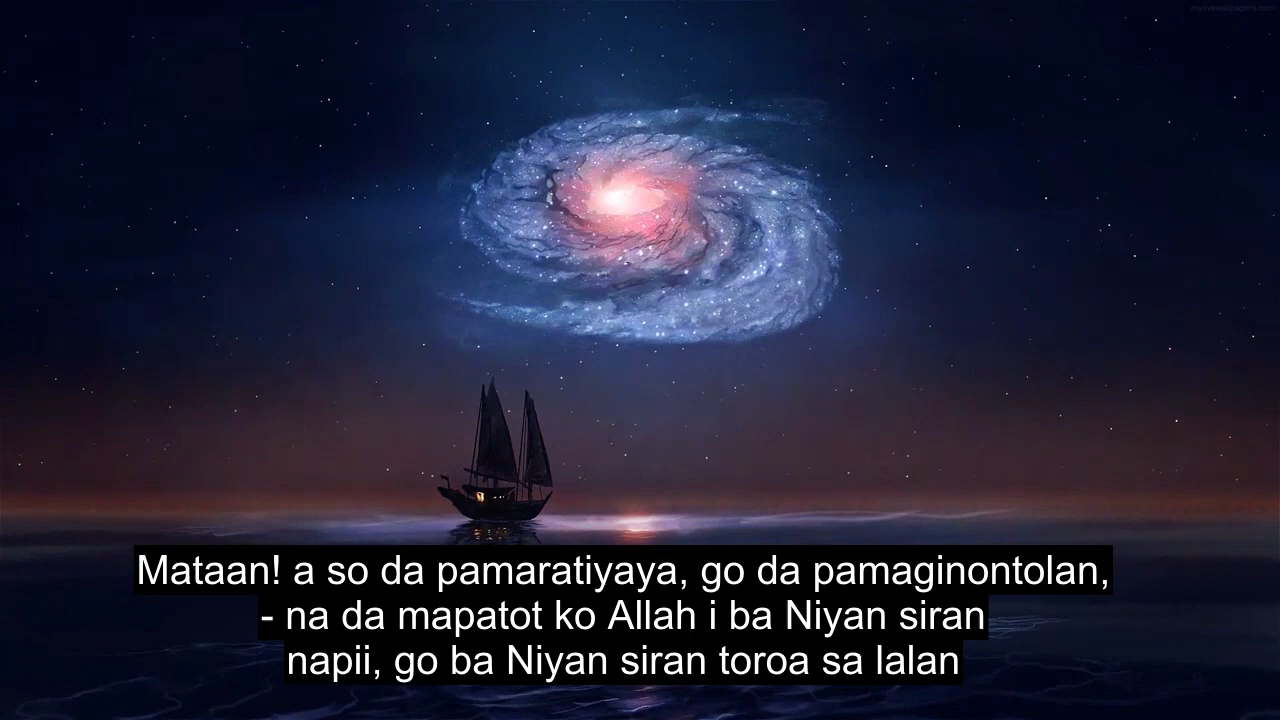 Mataan! a so da pamaratiyaya, go da pamaginontolan,
- na da mapatot ko Allah i ba Niyan siran
napii, go ba Niyan siran toroa sa lalan